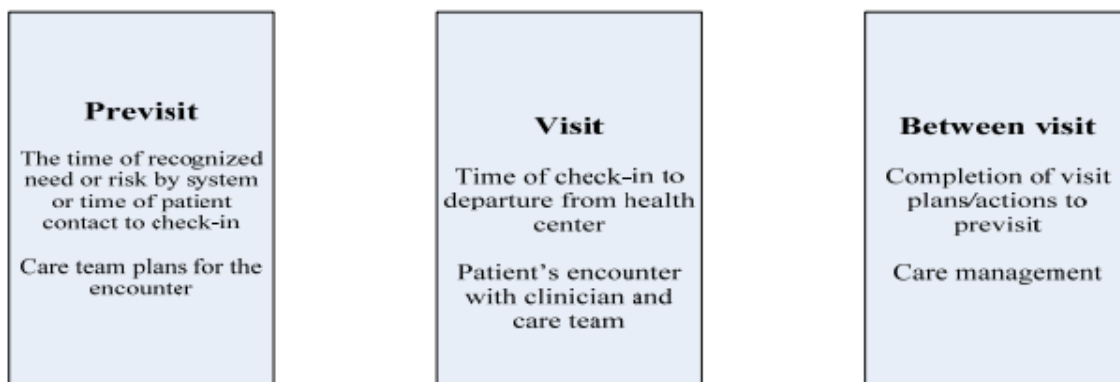 Previsit
The time of recognized
need or risk by system
or time of patient
contact to check-in
Care team plans for the
encounter
Visit
Time of check-in to
departure from health
center
Patient's encounter
with clinician and
care team
Between visit
Completion of visit
plans/actions to
previsit
Care management